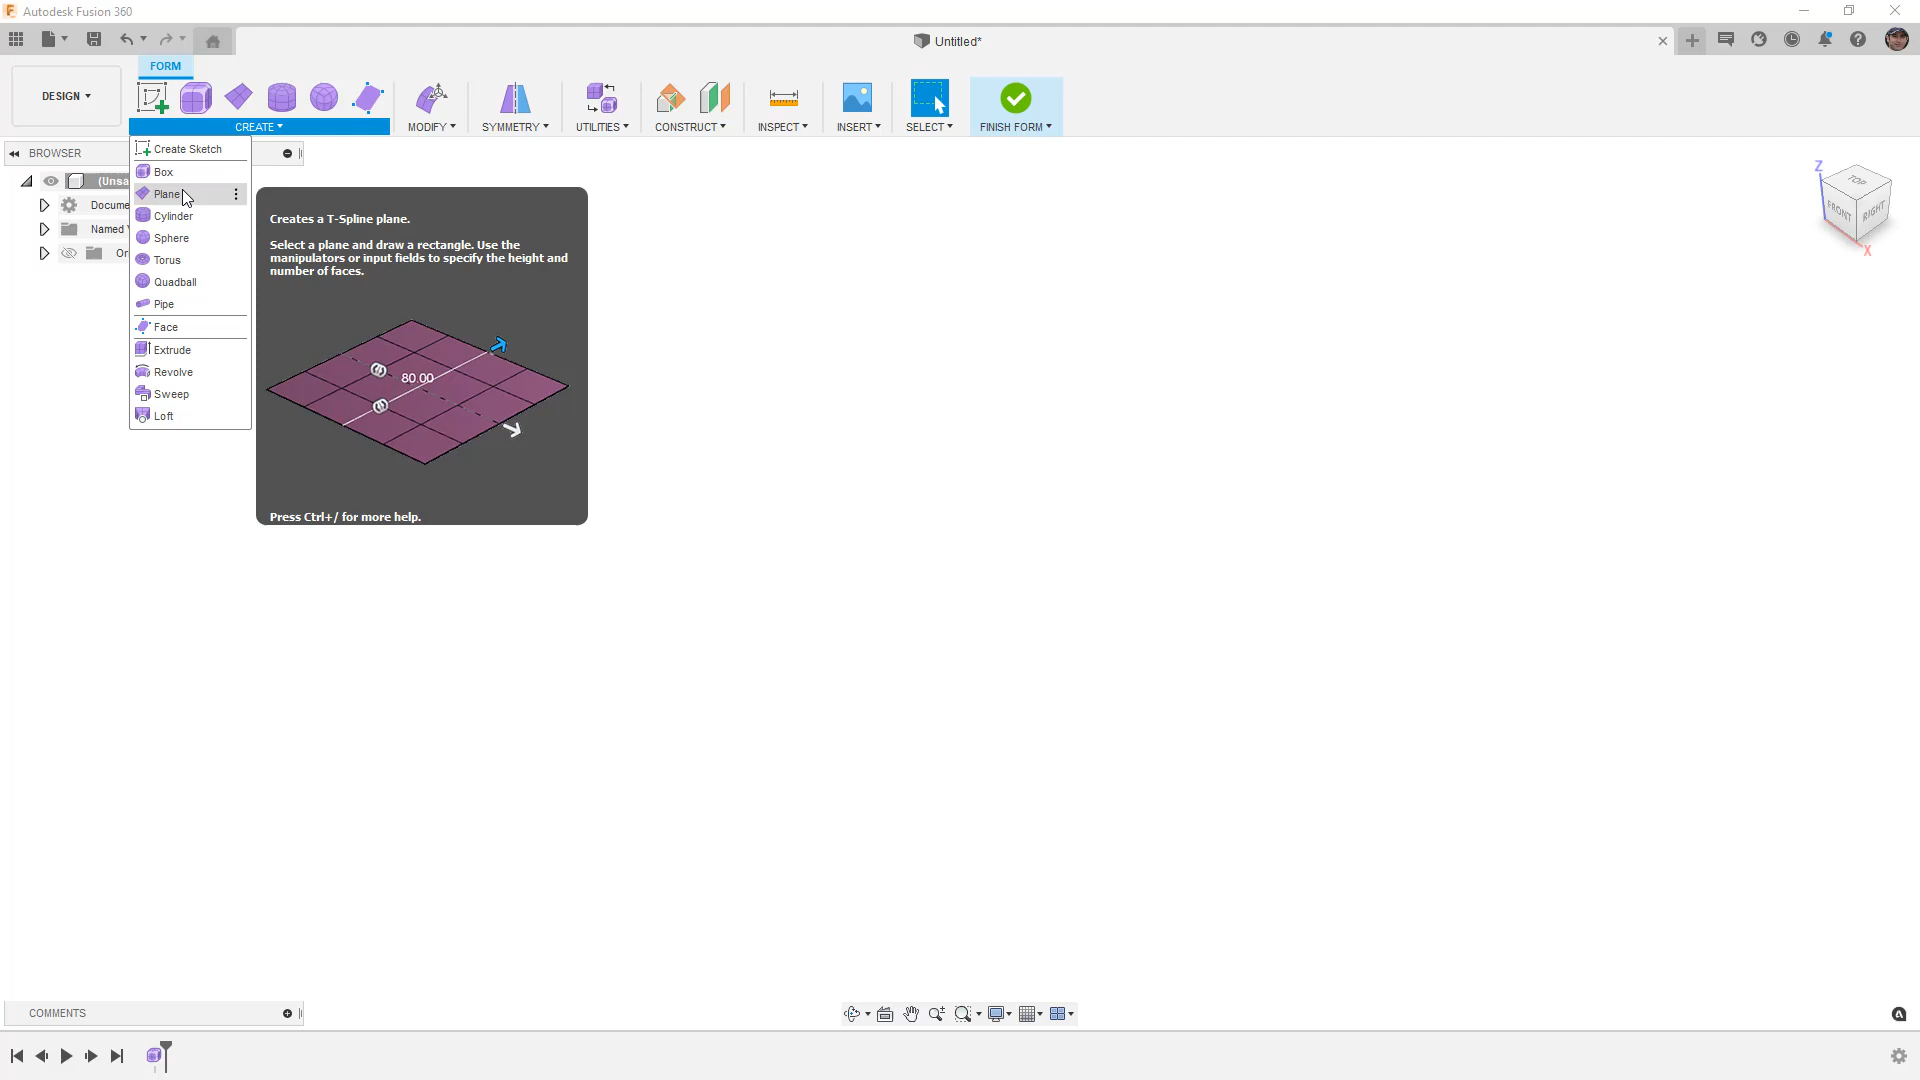 Autodesk Fusion 360
Untitled*
FORM
DESIGN
CREATE
MODIFY
SYMMETRY
UTILITIES
CONSTRUCT
INSPECT
INSERT
SELECT
FINISH FORM
BROWSER
(Unsa
Docume
Named
Or
Create Sketch
Box
Plane
Cylinder
Sphere
Torus
Quadball
Pipe
Face
Extrude
Revolve
Sweep
Loft
Creates a T-Spline plane.
Select a plane and draw a rectangle. Use the
manipulators or input fields to specify the height and
number of faces.
80.00
Press Ctrl+/ for more help.
Z
TOP
FRONT
RIGHT
X
COMMENTS